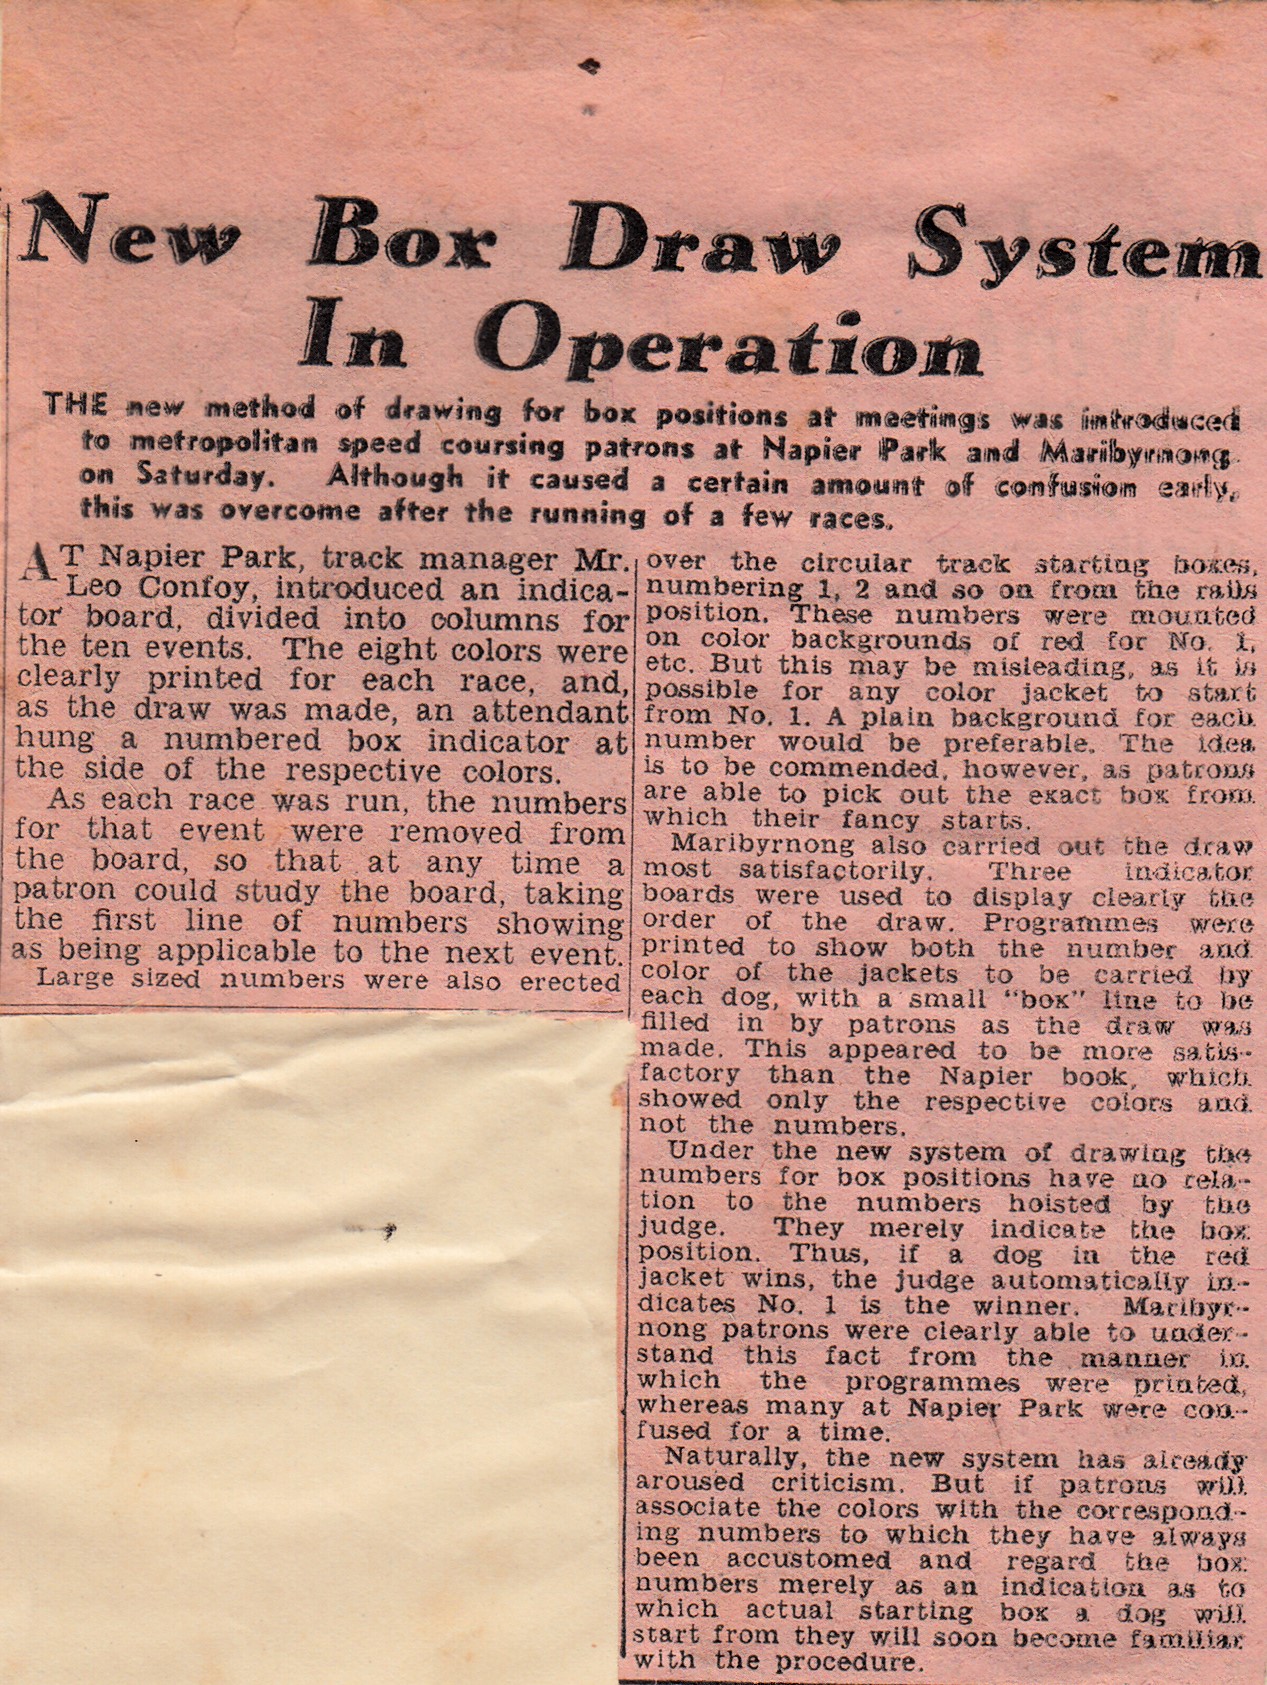 New Box Draw System
In Operation
THE new method of drawing for box positions at meetings was introduced
to metropolitan speed coursing patrons at Napier Park and Maribyrnong
on Saturday. Although it caused a certain amount of confusion early,
this was overcome after the running of a few races.
AT Napier Park, track manager Mr.
Leo Confoy, introduced an indica-
tor board, divided into columns for
the ten events. The eight colors were
clearly printed for each race, and,
as the draw was made, an attendant
hung a numbered box indicator at
the side of the respective colors.
As each race was run, the numbers
for that event were removed from
the board, so that at any time a
patron could study the board, taking
the first line of numbers showing
as being applicable to the next event.
Large sized numbers were also erected
over the circular track starting boxes,
numbering 1, 2 and so on from the rails
position. These numbers were mounted
on color backgrounds of red for No. 1,
etc. But this may be misleading, as it is
possible for any color jacket to start
from No. 1. A plain background for each
number would be preferable. The idea
is to be commended, however, as patrons
are able to pick out the exact box from
which their fancy starts.
Maribyrnong also carried out the draw
most satisfactorily. Three indicator
boards were used to display clearly the
order of the draw. Programmes were
printed to show both the number and
color of the jackets to be carried by
each dog, with a small "box" line to be
filled in by patrons as the draw was
made. This appeared to be more satis-
factory than the Napier book, which
showed only the respective colors and
not the numbers.
Under the new system of drawing the
numbers for box positions have no rela-
tion to the numbers hoisted by the
judge. They merely indicate the box
position. Thus, if a dog in the red
jacket wins, the judge automatically in-
dicates No. 1 is the winner. Maribyr-
nong patrons were clearly able to under-
stand this fact from the manner in
which the programmes were printed,
whereas many at Napier Park were con-
fused for a time.
Naturally, the new system has already
aroused criticism. But if patrons will
associate the colors with the correspond-
ing numbers to which they have always
been accustomed and regard the box
numbers merely as an indication as to
which actual starting box a dog will
start from they will soon become familiar
with the procedure.